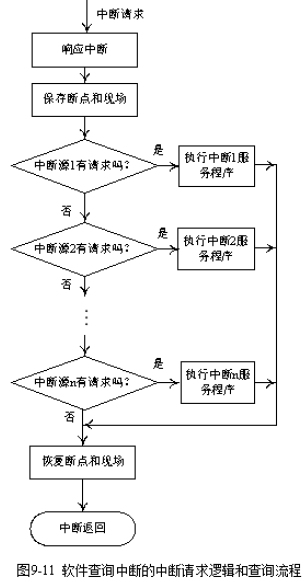 中断请求
响应中断
保存断点和现场
中断源1有请求吗?
是
执行中断1服
务程序
否
中断源2有请求吗?
是
执行中断2服
务程序
否
⋮
中断源n有请求吗?
是
执行中断n服
务程序
否
恢复断点和现场
中断返回
图9-11 软件查询中断的中断请求逻辑和查询流程